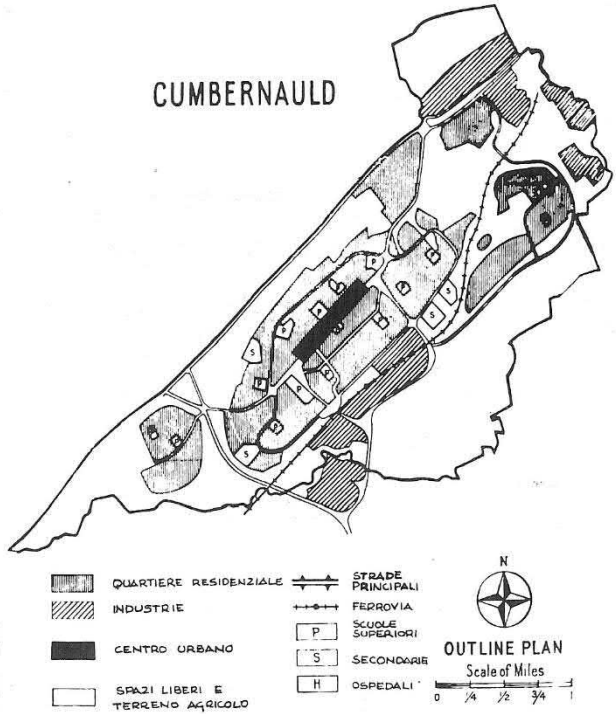 CUMBERNAULD
P
P
P
P
S
S
S
P
P
S
QUARTIERE RESIDENZIALE
INDUSTRIE
CENTRO URBANO
SPAZI LIBERI E
TERRENO AGRICOLO
STRADE
PRINCIPALI
FERROVIA
P SCUOLE
SUPERIORI
S SECONDARIE
H OSPEDALI
N
OUTLINE PLAN
Scale of Miles
0 1/4 1/2 3/4 1